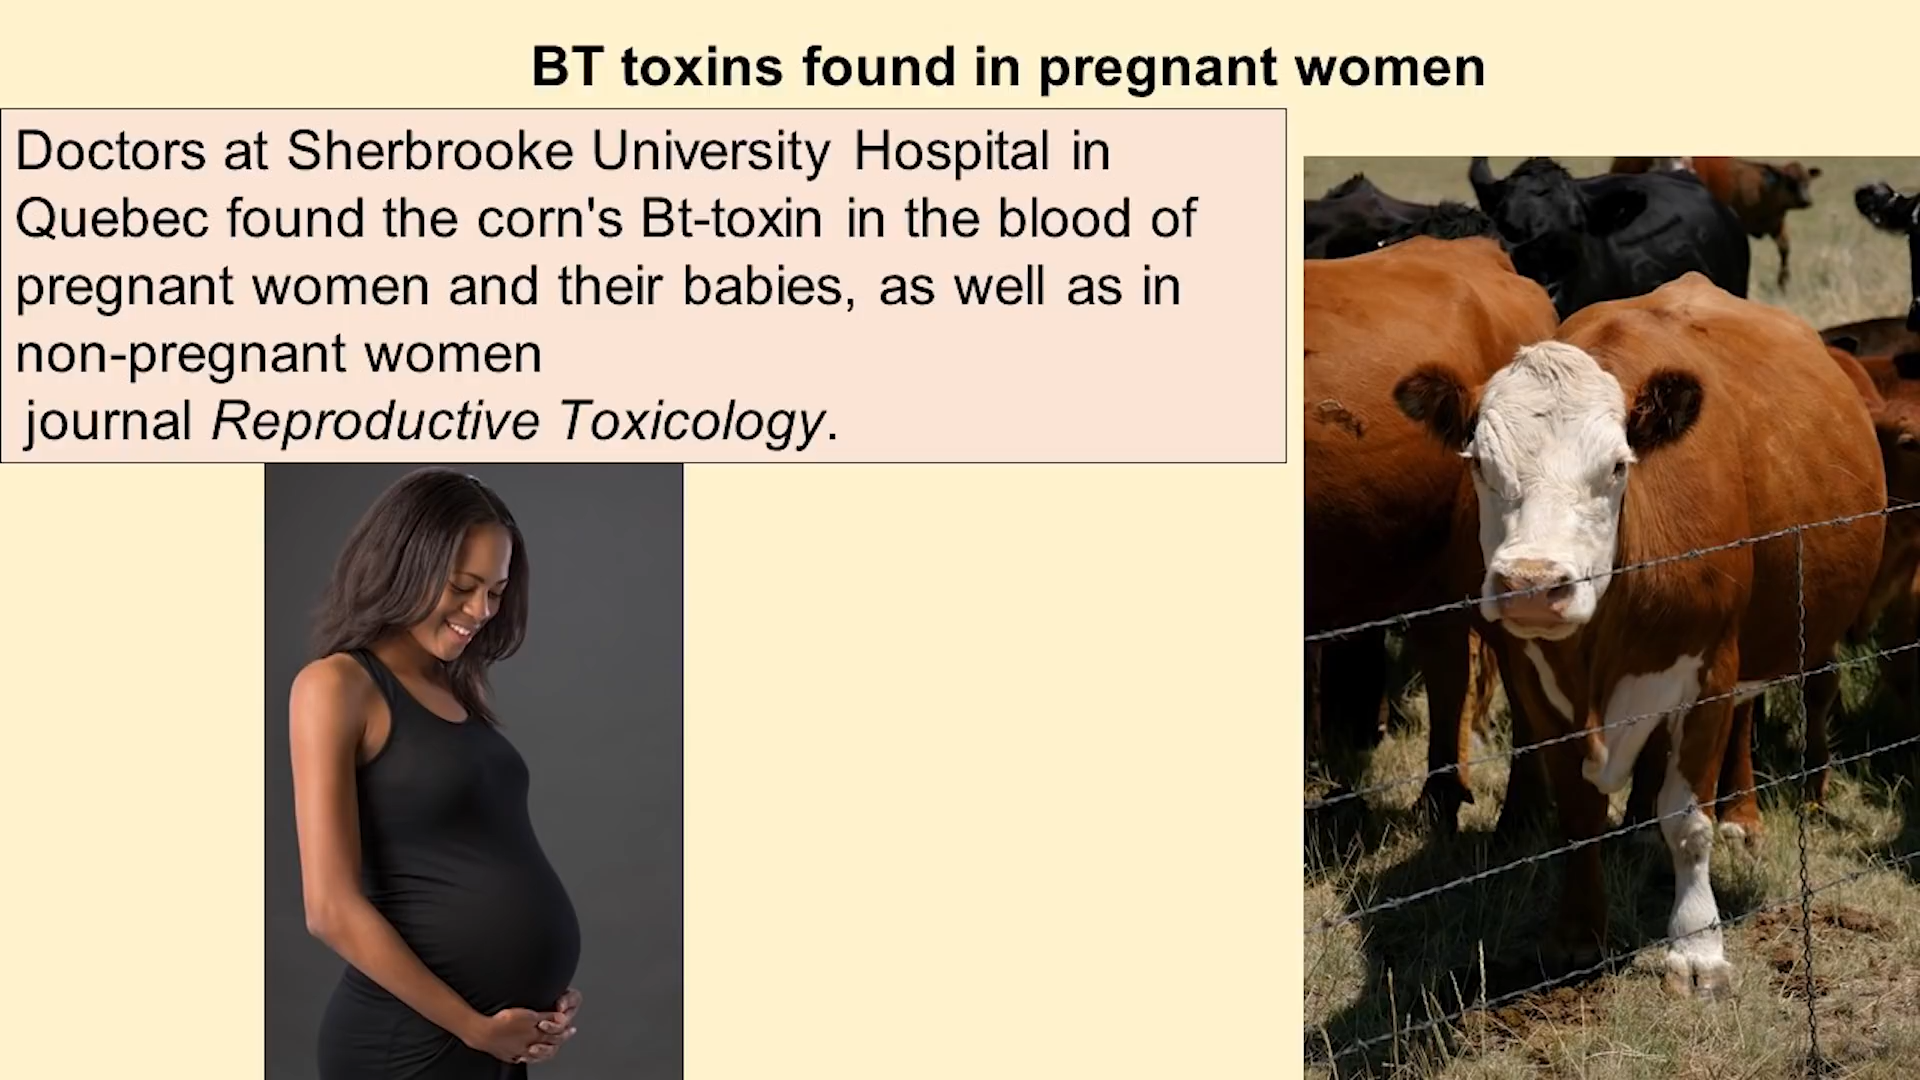 BT toxins found in pregnant women
Doctors at Sherbrooke University Hospital in
Quebec found the corn's Bt-toxin in the blood of
pregnant women and their babies, as well as in
non-pregnant women
journal Reproductive Toxicology.